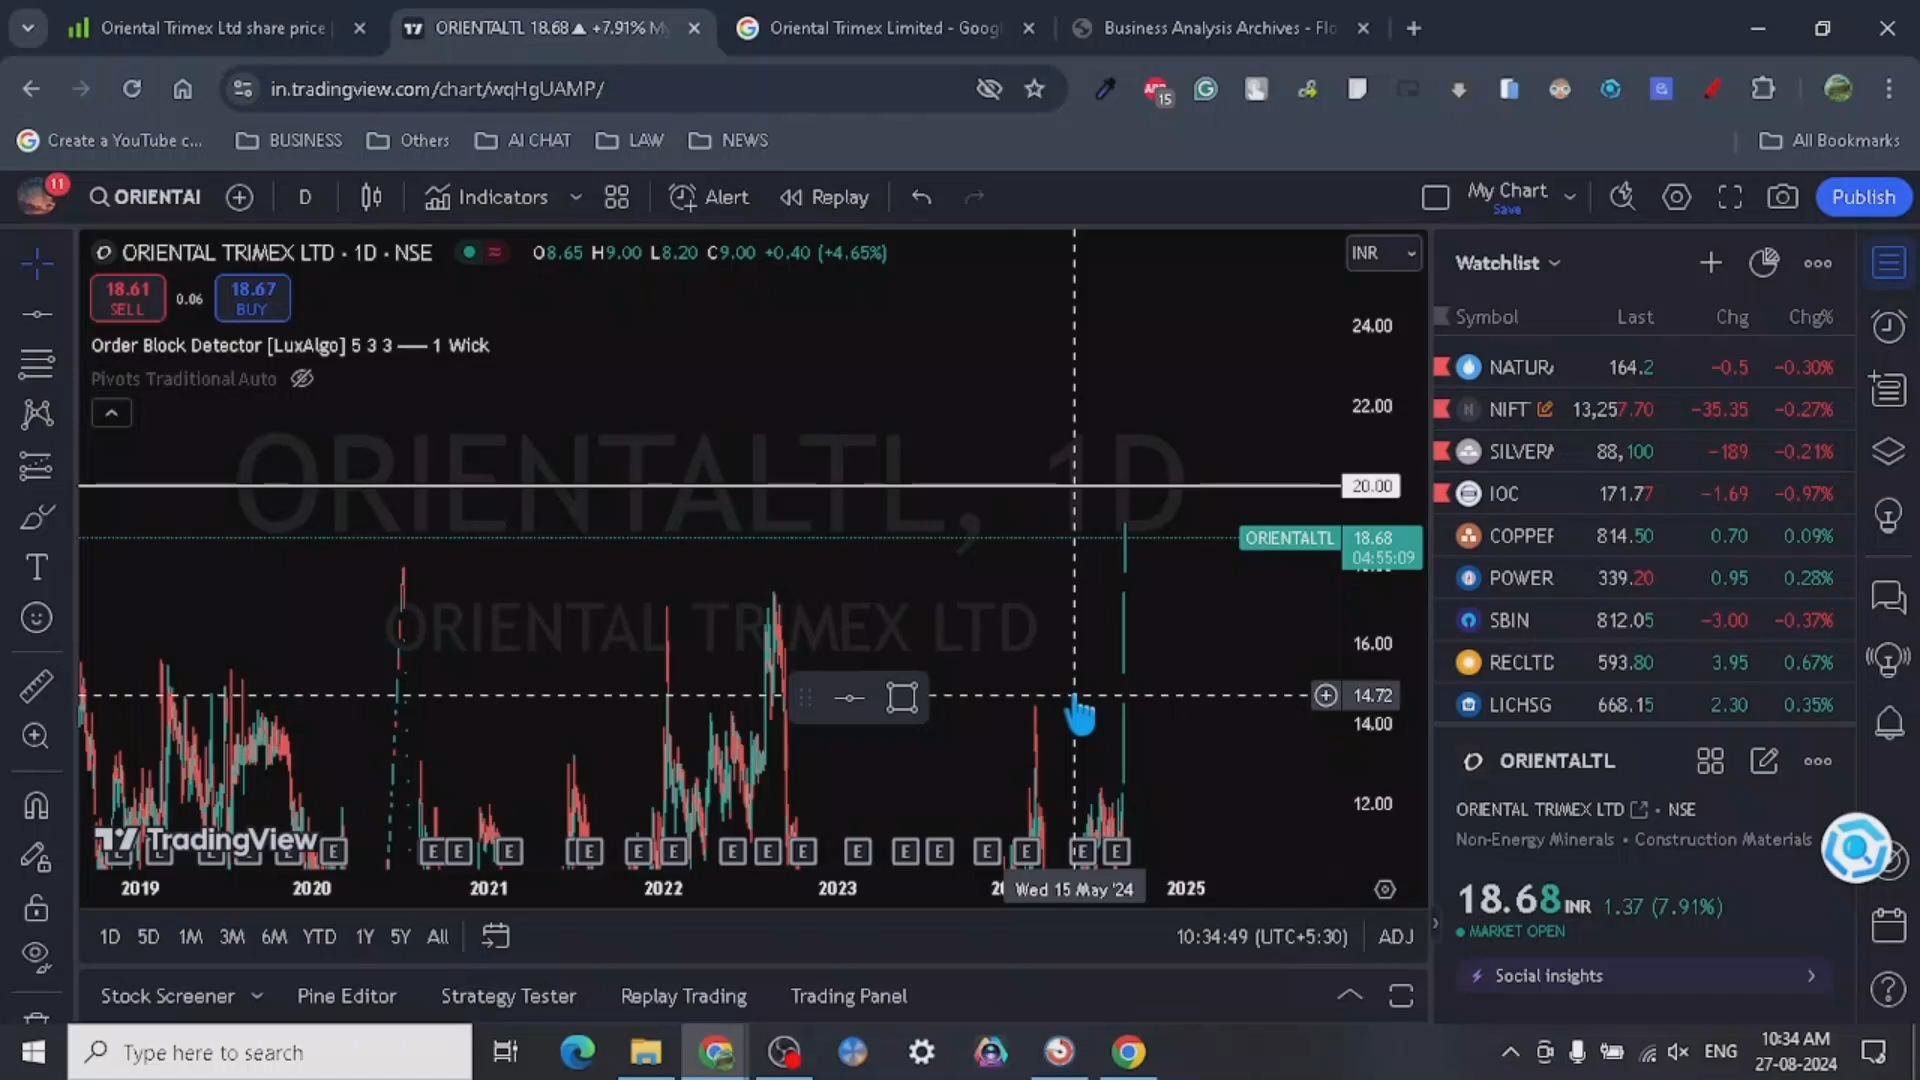 Oriental Trimex Ltd share price
ORIENTALTL 18.68 ▲ +7.91% My
Oriental Trimex Limited - Goog
Business Analysis Archives - Flo
in.tradingview.com/chart/wqHgUAMP/
15
Create a YouTube c...
BUSINESS
Others
AI CHAT
LAW
NEWS
All Bookmarks
11
ORIENTAI
D
Indicators
Alert
Replay
My Chart
Save
Publish
ORIENTAL TRIMEX LTD · 1D · NSE
O8.65 H9.00 L8.20 C9.00 +0.40 (+4.65%)
INR
18.61
SELL
0.06
18.67
BUY
Order Block Detector [LuxAlgo] 5 3 3 —— 1 Wick
Pivots Traditional Auto
ORIENTALTL, 1D
ORIENTAL TRIMEX LTD
24.00
22.00
20.00
ORIENTALTL
18.68
04:55:09
16.00
14.72
14.00
12.00
TradingView
E E E E E E E E E E E E E E E E E E
2019
2020
2021
2022
2023
Wed 15 May '24
2025
1D 5D 1M 3M 6M YTD 1Y 5Y All
10:34:49 (UTC+5:30)
ADJ
Stock Screener
Pine Editor
Strategy Tester
Replay Trading
Trading Panel
Watchlist
Symbol Last Chg Chg%
NATUR 164.2 −0.5 −0.30%
NIFT 13,257.70 −35.35 −0.27%
SILVER 88,100 −189 −0.21%
IOC 171.77 −1.69 −0.97%
COPPEF 814.50 0.70 0.09%
POWER 339.20 0.95 0.28%
SBIN 812.05 −3.00 −0.37%
RECLTD 593.80 3.95 0.67%
LICHSG 668.15 2.30 0.35%
ORIENTALTL
ORIENTAL TRIMEX LTD · NSE
Non-Energy Minerals · Construction Materials
18.68 INR 1.37 (7.91%)
MARKET OPEN
Social insights
Type here to search
ENG
10:34 AM
27-08-2024